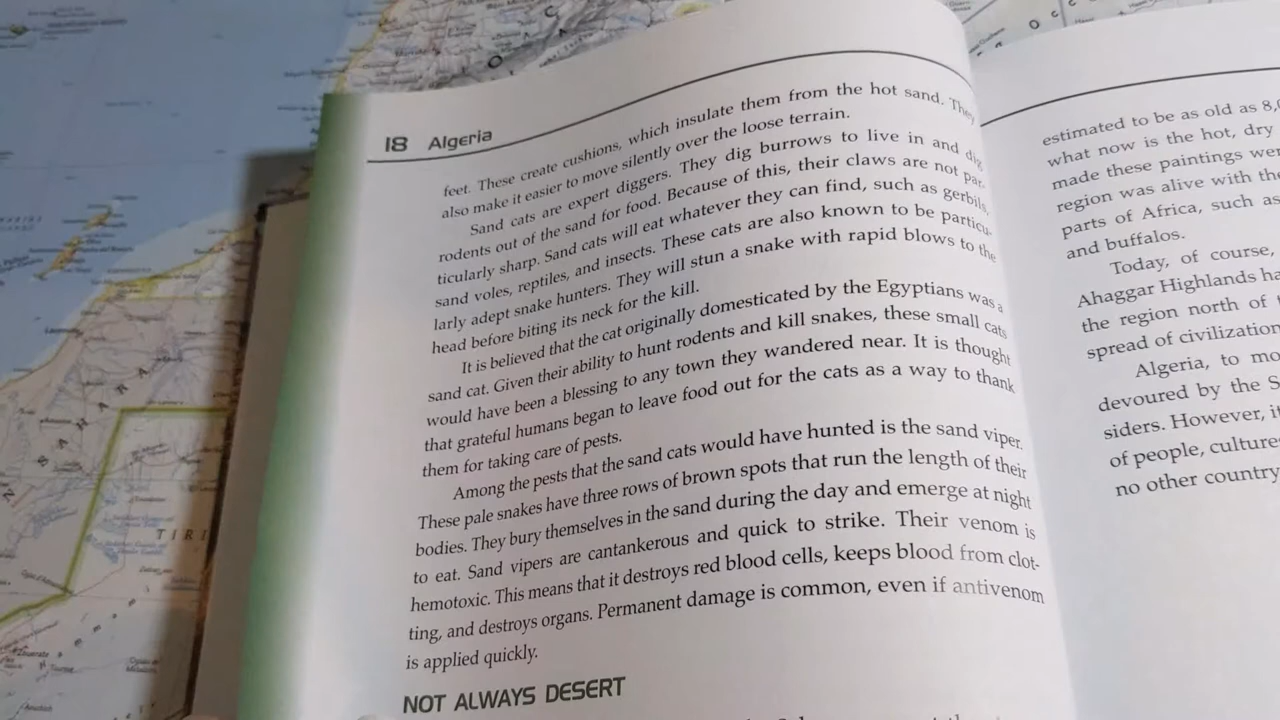 18 Algeria
feet. These create cushions, which insulate them from the hot sand. They
also make it easier to move silently over the loose terrain.
Sand cats are expert diggers. They dig burrows to live in and dig
rodents out of the sand for food. Because of this, their claws are not par-
ticularly sharp. Sand cats will eat whatever they can find, such as gerbils,
sand voles, reptiles, and insects. These cats are also known to be particu-
larly adept snake hunters. They will stun a snake with rapid blows to the
head before biting its neck for the kill.
It is believed that the cat originally domesticated by the Egyptians was a
sand cat. Given their ability to hunt rodents and kill snakes, these small cats
would have been a blessing to any town they wandered near. It is thought
that grateful humans began to leave food out for the cats as a way to thank
them for taking care of pests.
Among the pests that the sand cats would have hunted is the sand viper.
These pale snakes have three rows of brown spots that run the length of their
bodies. They bury themselves in the sand during the day and emerge at night
to eat. Sand vipers are cantankerous and quick to strike. Their venom is
hemotoxic. This means that it destroys red blood cells, keeps blood from clot-
ting, and destroys organs. Permanent damage is common, even if antivenom
is applied quickly.
NOT ALWAYS DESERT
estimated to be as old as 8,0
what now is the hot, dry
made these paintings wer
region was alive with the
parts of Africa, such as
and buffalos.
Today, of course,
Ahaggar Highlands ha
the region north of
spread of civilization
Algeria, to mo
devoured by the S
siders. However, i
of people, culture
no other country
SAHARA
TIRI